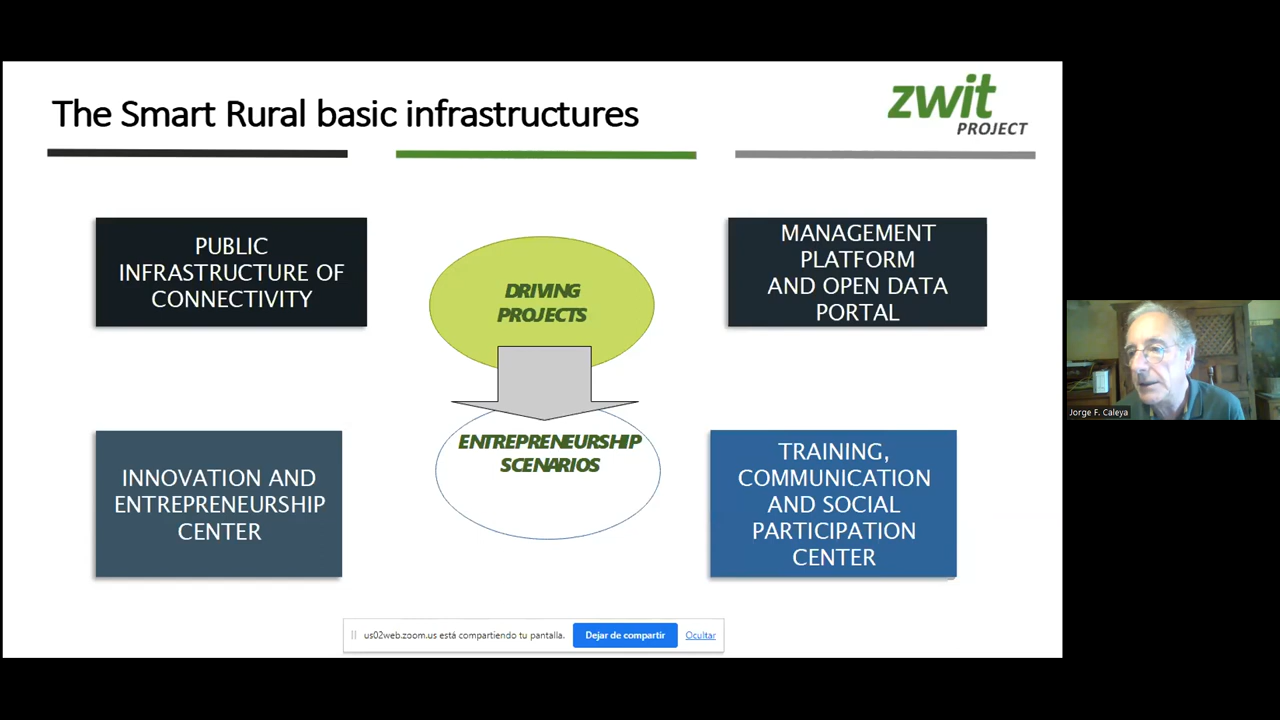 The Smart Rural basic infrastructures
zwit
PROJECT
PUBLIC
INFRASTRUCTURE OF
CONNECTIVITY
DRIVING
PROJECTS
MANAGEMENT
PLATFORM
AND OPEN DATA
PORTAL
INNOVATION AND
ENTREPRENEURSHIP
CENTER
ENTREPRENEURSHIP
SCENARIOS
TRAINING,
COMMUNICATION
AND SOCIAL
PARTICIPATION
CENTER
Jorge F. Caleya
us02web.zoom.us está compartiendo tu pantalla. Dejar de compartir Ocultar